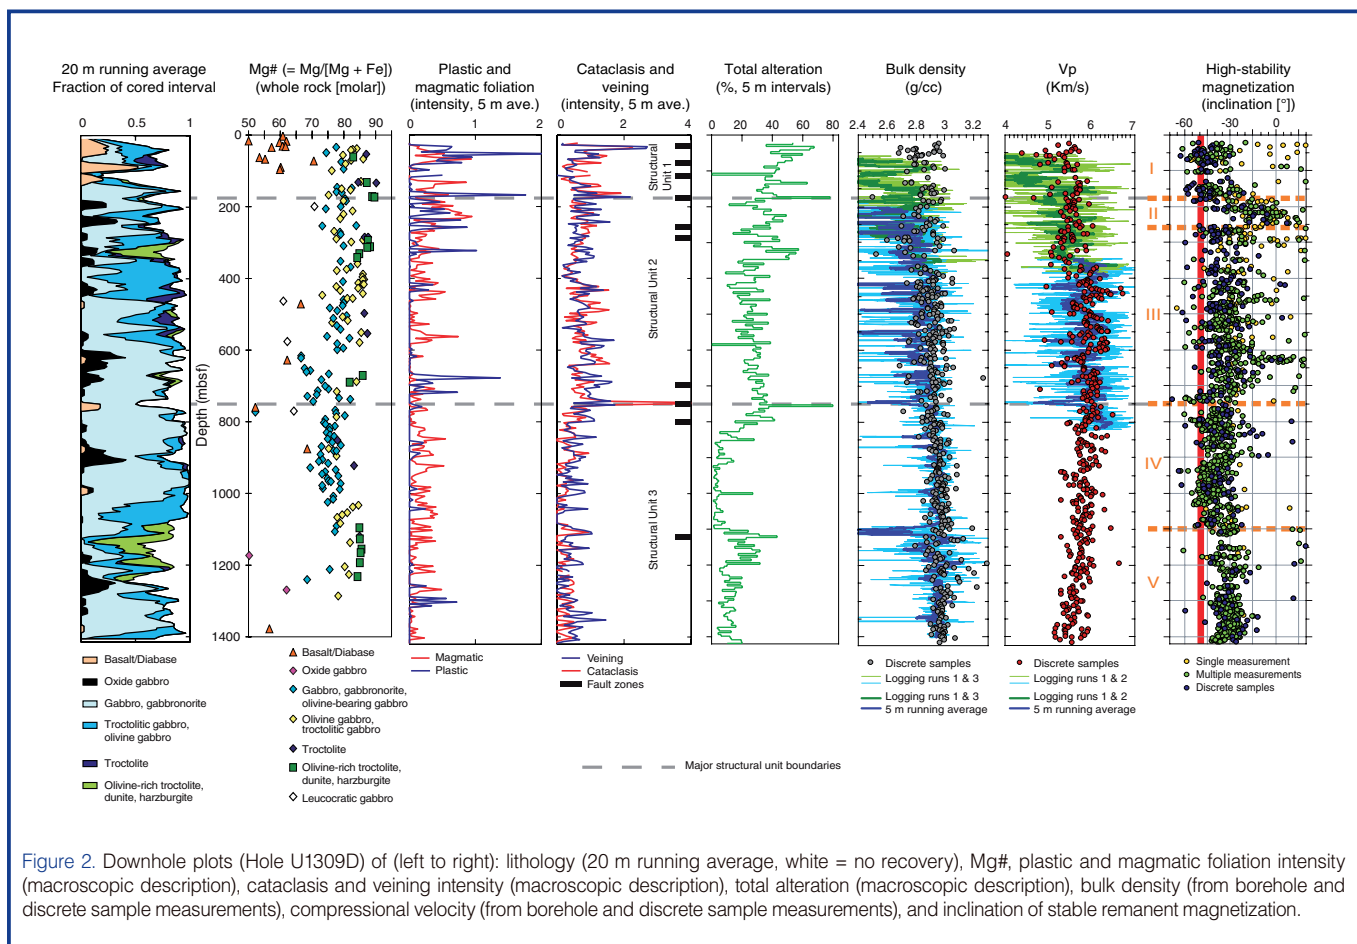 20 m running average
Fraction of cored interval
0 0.5 1
Mg# (= Mg/[Mg + Fe])
(whole rock [molar])
50 60 70 80 90
Plastic and
magmatic foliation
(intensity, 5 m ave.)
0 1 2
Cataclasis and
veining
(intensity, 5 m ave.)
0 2 4
Total alteration
(%, 5 m intervals)
0 20 40 60 80
Bulk density
(g/cc)
2.4 2.6 2.8 3 3.2
Vp
(Km/s)
4 5 6 7
High-stability
magnetization
(inclination [°])
-60 -30 0
Depth (mbsf)
0
200
400
600
800
1000
1200
1400
Structural
Unit 1
Structural Unit 2
Structural Unit 3
I
II
III
IV
V
Basalt/Diabase
Oxide gabbro
Gabbro, gabbronorite
Troctolitic gabbro,
olivine gabbro
Troctolite
Olivine-rich troctolite,
dunite, harzburgite
Basalt/Diabase
Oxide gabbro
Gabbro, gabbronorite,
olivine-bearing gabbro
Olivine gabbro,
troctolitic gabbro
Troctolite
Olivine-rich troctolite,
dunite, harzburgite
Leucocratic gabbro
Magmatic
Plastic
Veining
Cataclasis
Fault zones
Discrete samples
Logging runs 1 & 3
Logging runs 1 & 3
5 m running average
Discrete samples
Logging runs 1 & 2
Logging runs 1 & 2
5 m running average
Single measurement
Multiple measurements
Discrete samples
Major structural unit boundaries
Figure 2. Downhole plots (Hole U1309D) of (left to right): lithology (20 m running average, white = no recovery), Mg#, plastic and magmatic foliation intensity
(macroscopic description), cataclasis and veining intensity (macroscopic description), total alteration (macroscopic description), bulk density (from borehole and
discrete sample measurements), compressional velocity (from borehole and discrete sample measurements), and inclination of stable remanent magnetization.